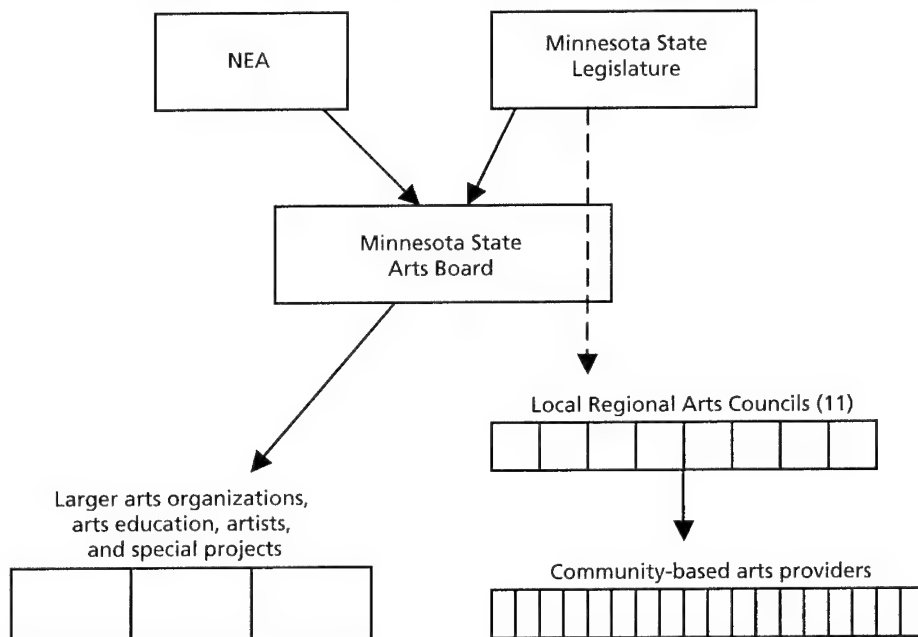 NEA
Minnesota State
Legislature
Minnesota State
Arts Board
Local Regional Arts Councils (11)
Larger arts organizations,
arts education, artists,
and special projects
Community-based arts providers